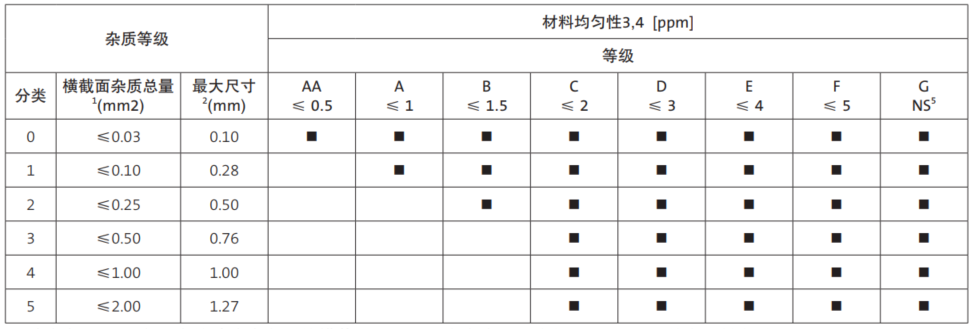 杂质等级 材料均匀性3,4 [ppm]
等级
分类 横截面杂质总量 1(mm2) 最大尺寸 2(mm) AA ≤ 0.5 A ≤ 1 B ≤ 1.5 C ≤ 2 D ≤ 3 E ≤ 4 F ≤ 5 G NS5
0 ≤0.03 0.10 ■ ■ ■ ■ ■ ■ ■ ■
1 ≤0.10 0.28 ■ ■ ■ ■ ■ ■ ■
2 ≤0.25 0.50 ■ ■ ■ ■ ■ ■
3 ≤0.50 0.76 ■ ■ ■ ■ ■
4 ≤1.00 1.00 ■ ■ ■ ■ ■
5 ≤2.00 1.27 ■ ■ ■ ■ ■